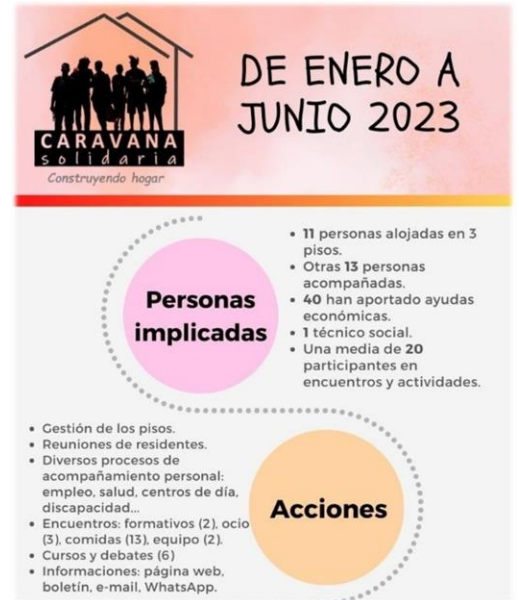 CARAVANA
solidaria
Construyendo hogar
DE ENERO A
JUNIO 2023
Personas
implicadas
• 11 personas alojadas en 3
pisos.
• Otras 13 personas
acompañadas.
• 40 han aportado ayudas
económicas.
• 1 técnico social.
• Una media de 20
participantes en
encuentros y actividades.
• Gestión de los pisos.
• Reuniones de residentes.
• Diversos procesos de
acompañamiento personal:
empleo, salud, centros de día,
discapacidad...
• Encuentros: formativos (2), ocio
(3), comidas (13), equipo (2).
• Cursos y debates (6)
• Informaciones: página web,
boletín, e-mail, WhatsApp.
Acciones